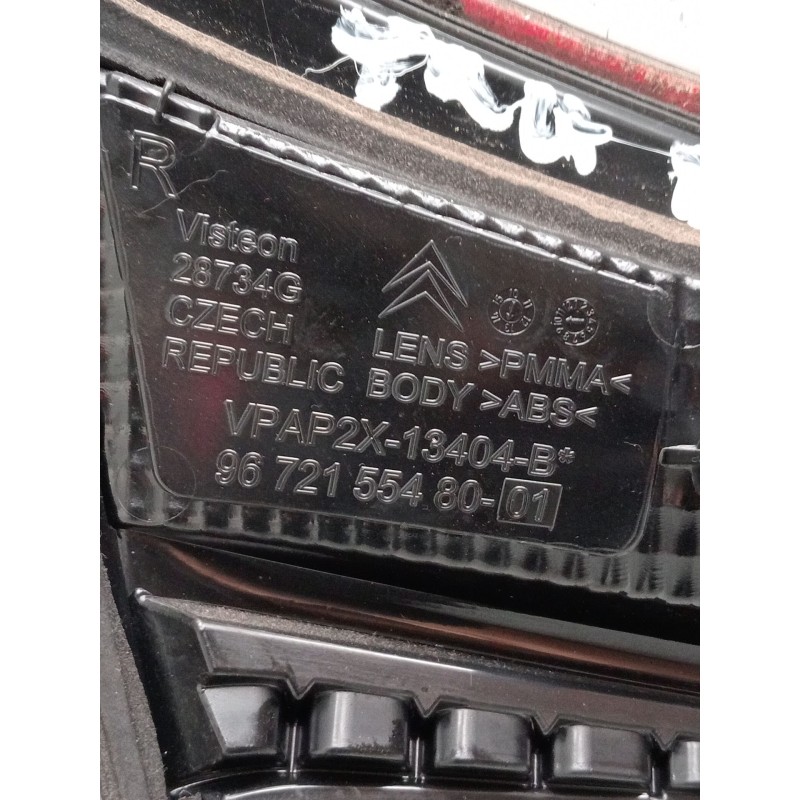 R
Visteon
28734G
CZECH
REPUBLIC
LENS >PMMA<
BODY >ABS<
VPAP2X-13404-B*
96 721 554 80-01